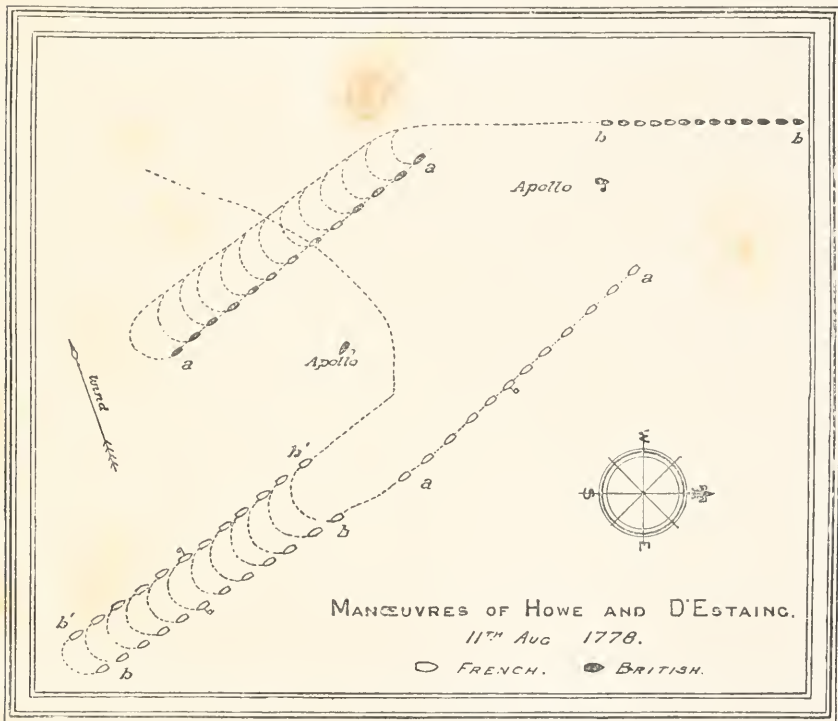 b b
Apollo
a
a
a
Apollo
wind
a
b'
b
b'
b
W
S
E
MANŒUVRES OF HOWE AND D'ESTAING.
11TH AUG 1778.
FRENCH. BRITISH.